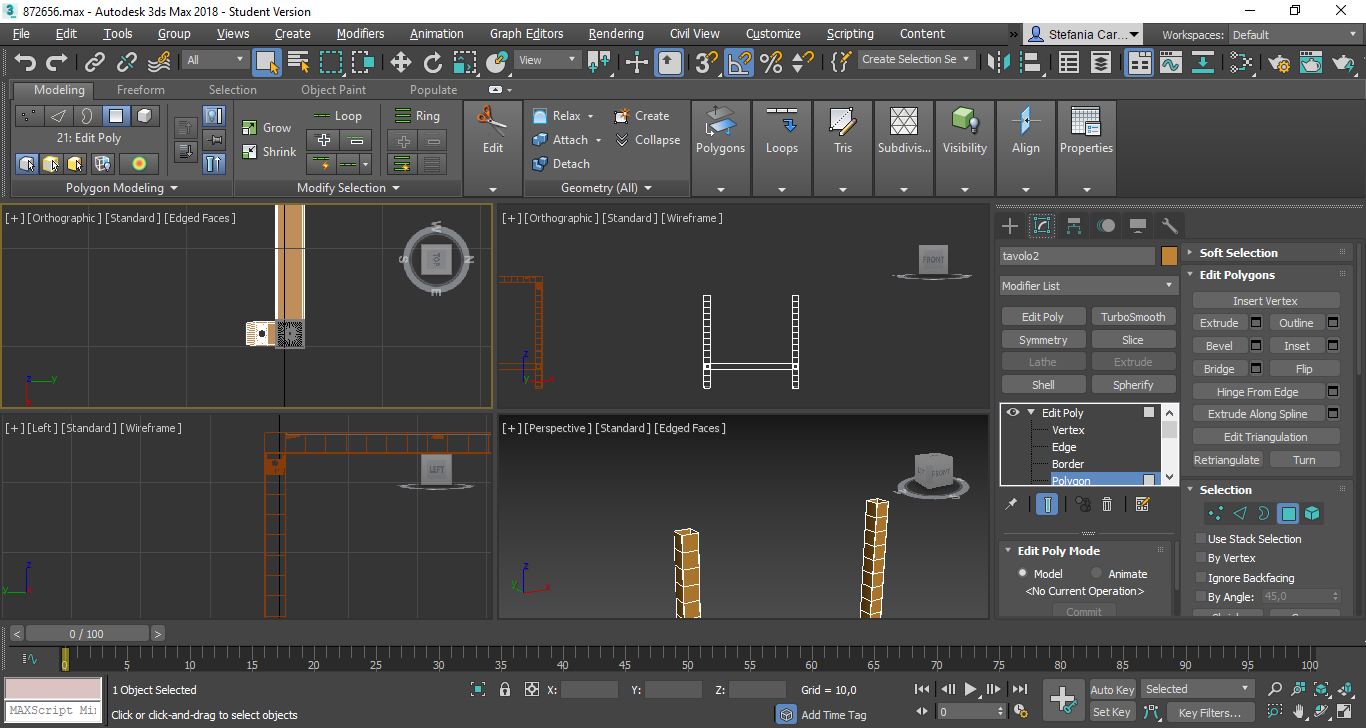 872656.max - Autodesk 3ds Max 2018 - Student Version
File Edit Tools Group Views Create Modifiers Animation Graph Editors Rendering Civil View Customize Scripting Content » Stefania Car... Workspaces: Default
All View Create Selection Se
Modeling Freeform Selection Object Paint Populate
Loop Ring Relax Create
Grow
21: Edit Poly Attach Collapse
Shrink Edit Polygons Loops Tris Subdivis... Visibility Align Properties
Detach
Polygon Modeling Modify Selection Geometry (All)
[+] [Orthographic] [Standard] [Edged Faces] [+] [Orthographic] [Standard] [Wireframe]
W S N E TOP
FRONT
z y x
z y x
[+] [Left] [Standard] [Wireframe] [+] [Perspective] [Standard] [Edged Faces]
LEFT
FRONT
z y x
z y x
tavolo2
Modifier List
Edit Poly TurboSmooth
Symmetry Slice
Lathe Extrude
Shell Spherify
Edit Poly
Vertex
Edge
Border
Polygon
Edit Poly Mode
Model Animate
<No Current Operation>
Commit
Soft Selection
Edit Polygons
Insert Vertex
Extrude Outline
Bevel Inset
Bridge Flip
Hinge From Edge
Extrude Along Spline
Edit Triangulation
Retriangulate Turn
Selection
Use Stack Selection
By Vertex
Ignore Backfacing
By Angle: 45,0
< 0 / 100 >
0 5 10 15 20 25 30 35 40 45 50 55 60 65 70 75 80 85 90 95 100
1 Object Selected X: Y: Z: Grid = 10,0 Auto Key Selected
MAXScript Mi Click or click-and-drag to select objects Add Time Tag 0 Set Key Key Filters...